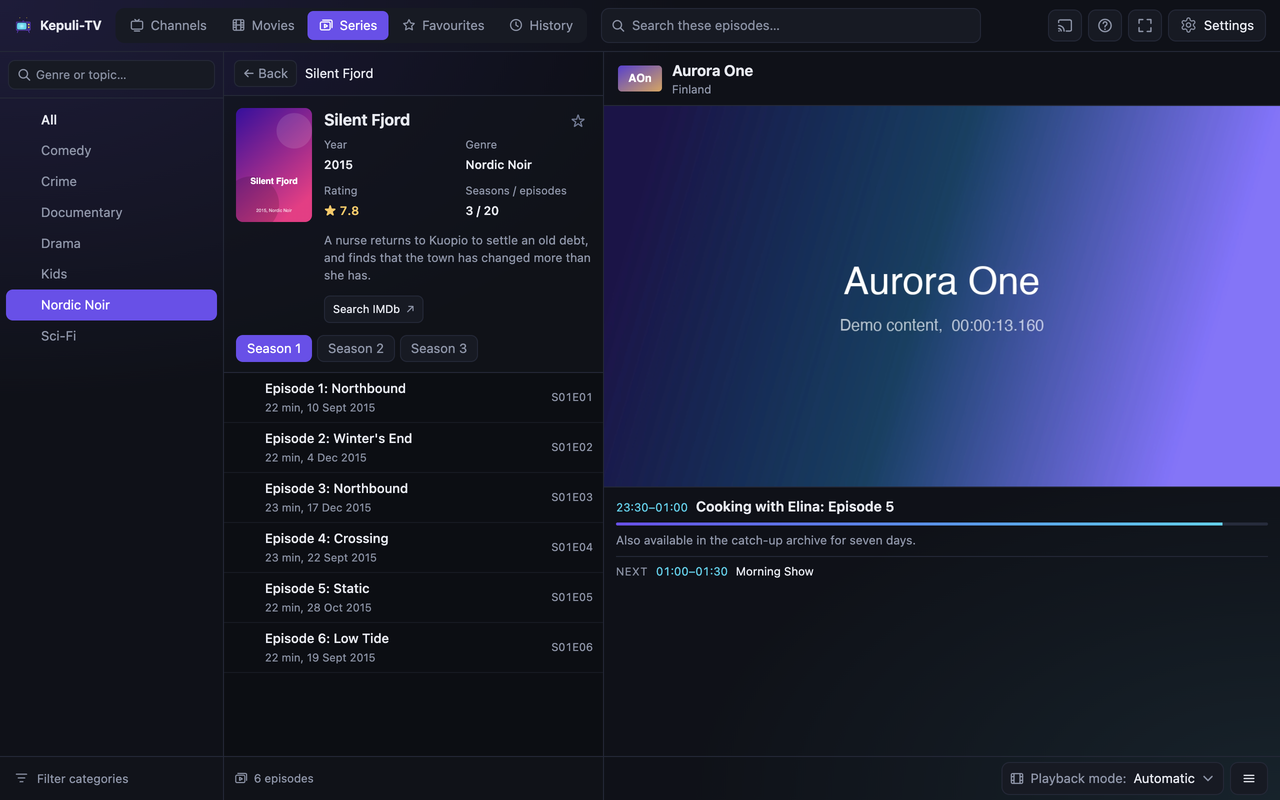 Kepuli-TV
Channels
Movies
Series
Favourites
History
Search these episodes...
Settings
Genre or topic...
All
Comedy
Crime
Documentary
Drama
Kids
Nordic Noir
Sci-Fi
Filter categories
← Back
Silent Fjord
Silent Fjord
2015, Nordic Noir
Silent Fjord
Year
Genre
2015
Nordic Noir
Rating
Seasons / episodes
★ 7.8
3 / 20
A nurse returns to Kuopio to settle an old debt,
and finds that the town has changed more than
she has.
Search IMDb ↗
Season 1
Season 2
Season 3
Episode 1: Northbound
22 min, 10 Sept 2015
S01E01
Episode 2: Winter's End
22 min, 4 Dec 2015
S01E02
Episode 3: Northbound
23 min, 17 Dec 2015
S01E03
Episode 4: Crossing
23 min, 22 Sept 2015
S01E04
Episode 5: Static
22 min, 28 Oct 2015
S01E05
Episode 6: Low Tide
22 min, 19 Sept 2015
S01E06
6 episodes
AOn
Aurora One
Finland
Aurora One
Demo content, 00:00:13.160
23:30–01:00 Cooking with Elina: Episode 5
Also available in the catch-up archive for seven days.
NEXT 01:00–01:30 Morning Show
Playback mode: Automatic